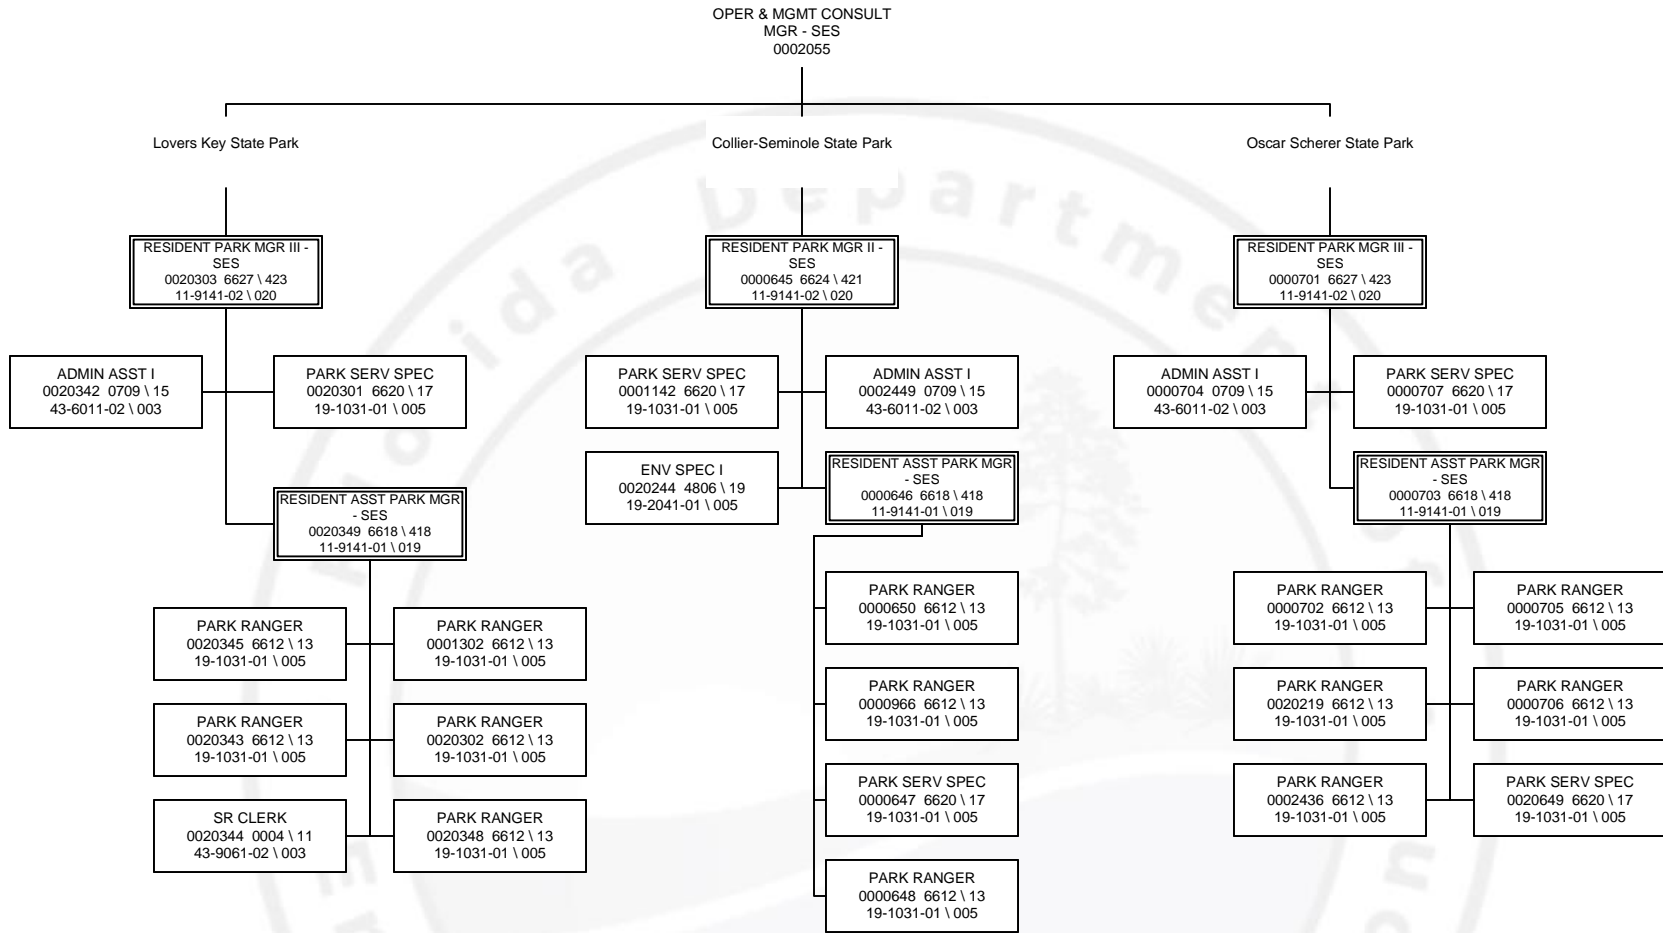 OPER & MGMT CONSULT
MGR - SES
0002055
Lovers Key State Park
Collier-Seminole State Park
Oscar Scherer State Park
RESIDENT PARK MGR III -
SES
0020303 6627 \ 423
11-9141-02 \ 020
RESIDENT PARK MGR II -
SES
0000645 6624 \ 421
11-9141-02 \ 020
RESIDENT PARK MGR III -
SES
0000701 6627 \ 423
11-9141-02 \ 020
ADMIN ASST I
0020342 0709 \ 15
43-6011-02 \ 003
PARK SERV SPEC
0020301 6620 \ 17
19-1031-01 \ 005
PARK SERV SPEC
0001142 6620 \ 17
19-1031-01 \ 005
ADMIN ASST I
0002449 0709 \ 15
43-6011-02 \ 003
ADMIN ASST I
0000704 0709 \ 15
43-6011-02 \ 003
PARK SERV SPEC
0000707 6620 \ 17
19-1031-01 \ 005
RESIDENT ASST PARK MGR
- SES
0020349 6618 \ 418
11-9141-01 \ 019
ENV SPEC I
0020244 4806 \ 19
19-2041-01 \ 005
RESIDENT ASST PARK MGR
- SES
0000646 6618 \ 418
11-9141-01 \ 019
RESIDENT ASST PARK MGR
- SES
0000703 6618 \ 418
11-9141-01 \ 019
PARK RANGER
0020345 6612 \ 13
19-1031-01 \ 005
PARK RANGER
0001302 6612 \ 13
19-1031-01 \ 005
PARK RANGER
0020343 6612 \ 13
19-1031-01 \ 005
PARK RANGER
0020302 6612 \ 13
19-1031-01 \ 005
SR CLERK
0020344 0004 \ 11
43-9061-02 \ 003
PARK RANGER
0020348 6612 \ 13
19-1031-01 \ 005
PARK RANGER
0000650 6612 \ 13
19-1031-01 \ 005
PARK RANGER
0000966 6612 \ 13
19-1031-01 \ 005
PARK SERV SPEC
0000647 6620 \ 17
19-1031-01 \ 005
PARK RANGER
0000648 6612 \ 13
19-1031-01 \ 005
PARK RANGER
0000702 6612 \ 13
19-1031-01 \ 005
PARK RANGER
0000705 6612 \ 13
19-1031-01 \ 005
PARK RANGER
0020219 6612 \ 13
19-1031-01 \ 005
PARK RANGER
0000706 6612 \ 13
19-1031-01 \ 005
PARK RANGER
0002436 6612 \ 13
19-1031-01 \ 005
PARK SERV SPEC
0020649 6620 \ 17
19-1031-01 \ 005
Florida Department of